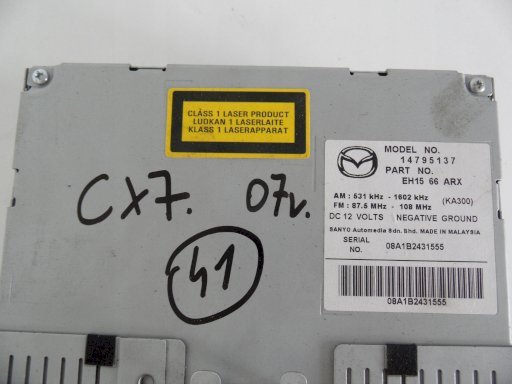 CLASS 1 LASER PRODUCT
LUOKAN 1 LASERLAITE
KLASS 1 LASERAPPARAT
MODEL NO.
14795137
PART NO.
EH15 66 ARX
AM : 531 kHz - 1602 kHz (KA300)
FM : 87.5 MHz - 108 MHz
DC 12 VOLTS NEGATIVE GROUND
SANYO Automedia Sdn. Bhd. MADE IN MALAYSIA
SERIAL NO. 08A1B2431555
08A1B2431555
CX7. 07v.
41